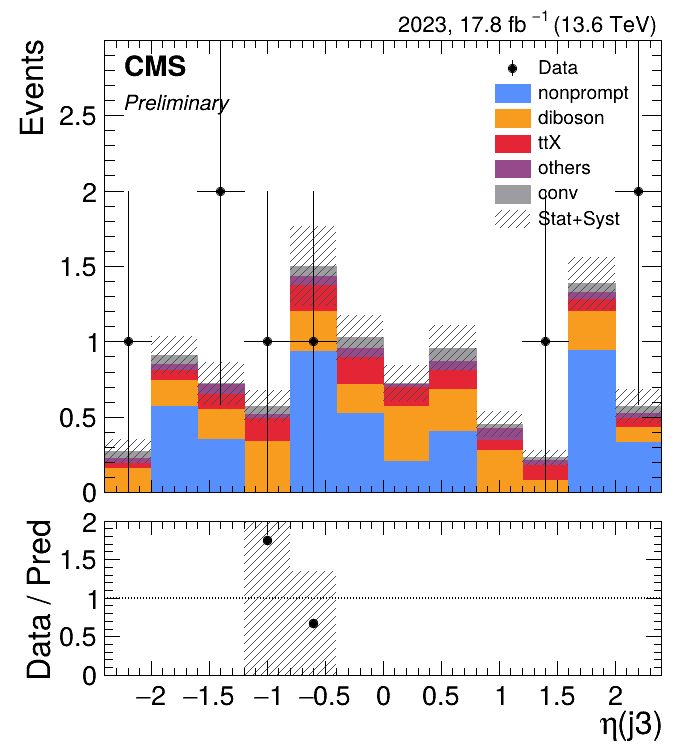 2023, 17.8 fb⁻¹ (13.6 TeV)
CMS
Preliminary
Data
nonprompt
diboson
ttX
others
conv
Stat+Syst
Events
2.5
2
1.5
1
0.5
0
Data / Pred
2
1.5
1
0.5
0
−2 −1.5 −1 −0.5 0 0.5 1 1.5 2
η(j3)